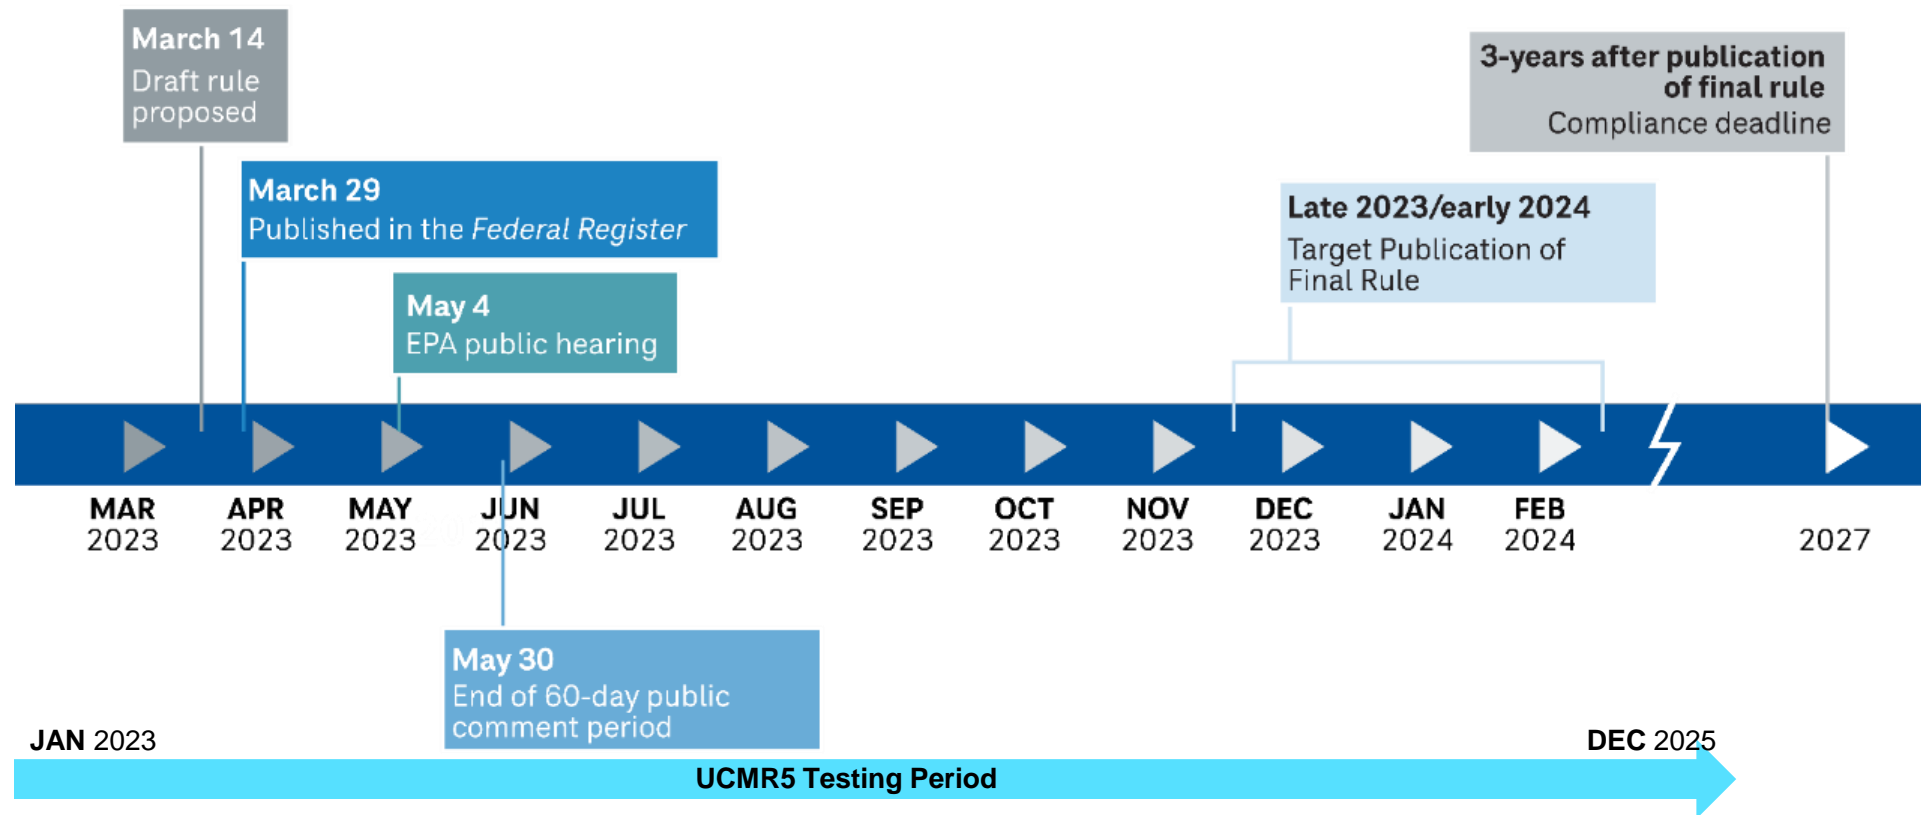 March 14
Draft rule
proposed
3-years after publication
of final rule
Compliance deadline
March 29
Published in the Federal Register
Late 2023/early 2024
Target Publication of
Final Rule
May 4
EPA public hearing
MAR
2023
APR
2023
MAY
2023
JUN
2023
JUL
2023
AUG
2023
SEP
2023
OCT
2023
NOV
2023
DEC
2023
JAN
2024
FEB
2024
2027
May 30
End of 60-day public
comment period
JAN 2023
DEC 2025
UCMR5 Testing Period